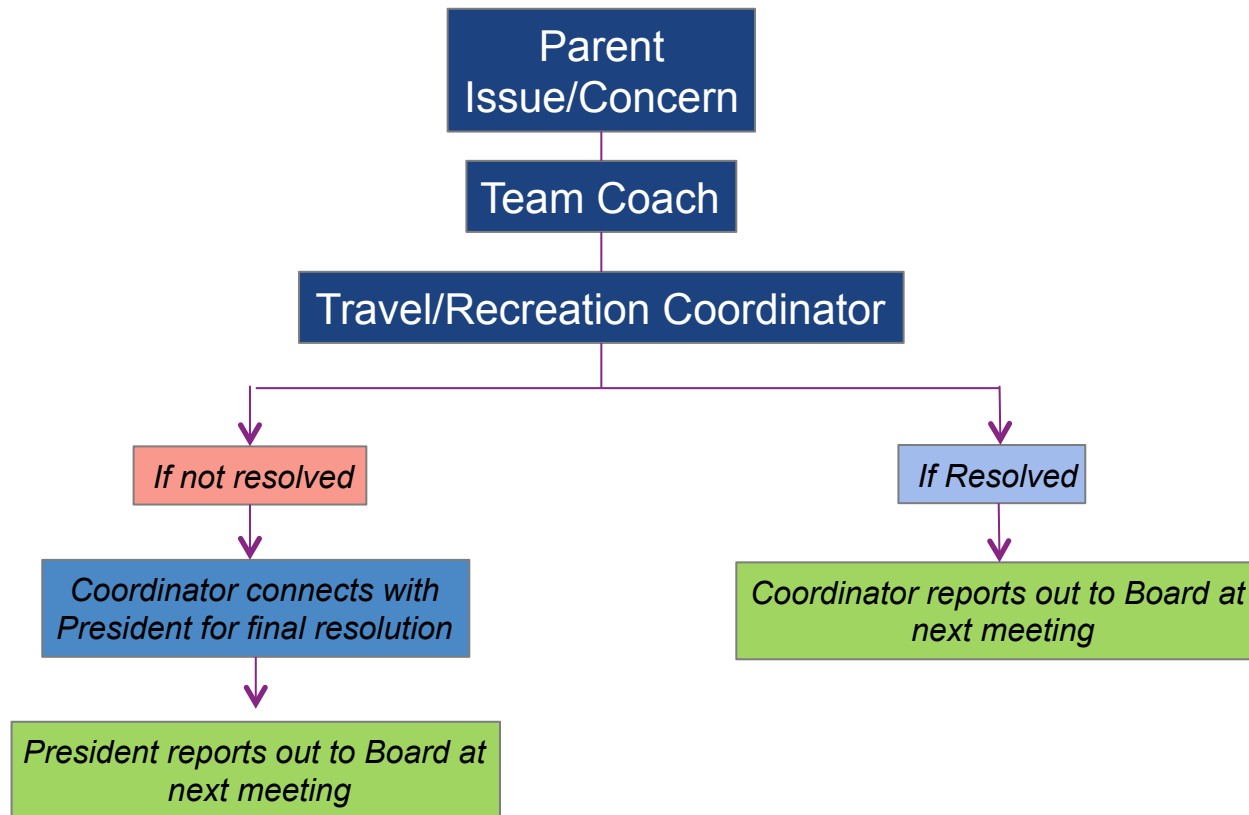 Parent
Issue/Concern
Team Coach
Travel/Recreation Coordinator
If not resolved
If Resolved
Coordinator connects with
President for final resolution
Coordinator reports out to Board at
next meeting
President reports out to Board at
next meeting